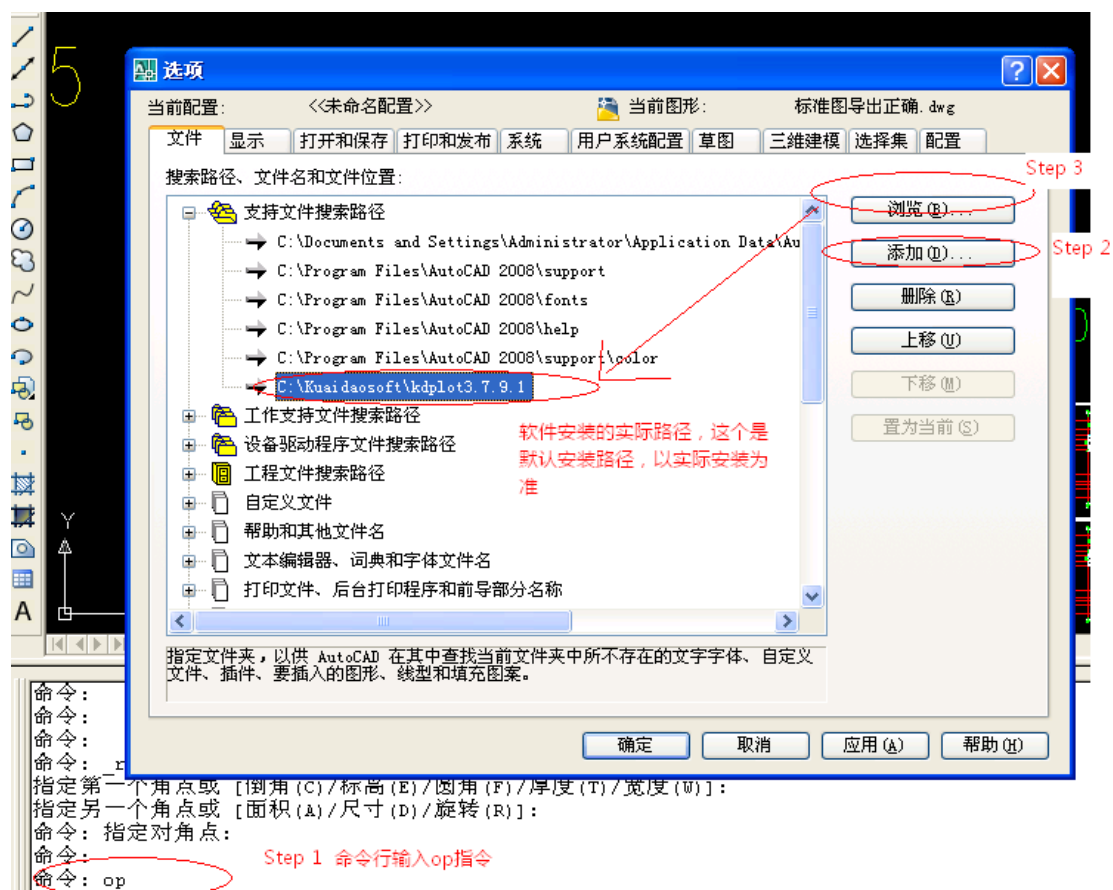 5
选项
当前配置: <<未命名配置>> 当前图形: 标准图导出正确.dwg
文件 显示 打开和保存 打印和发布 系统 用户系统配置 草图 三维建模 选择集 配置
搜索路径、文件名和文件位置:
Step 3
支持文件搜索路径
浏览(B)...
C:\Documents and Settings\Administrator\Application Data\Au
添加(D)...
Step 2
C:\Program Files\AutoCAD 2008\support
C:\Program Files\AutoCAD 2008\fonts
删除(R)
C:\Program Files\AutoCAD 2008\help
上移(U)
C:\Program Files\AutoCAD 2008\support\color
C:\Kuaidaosoft\kdplot3.7.9.1
下移(M)
工作支持文件搜索路径
置为当前(S)
设备驱动程序文件搜索路径
工程文件搜索路径
自定义文件
帮助和其他文件名
文本编辑器、词典和字体文件名
打印文件、后台打印程序和前导部分名称
软件安装的实际路径，这个是
默认安装路径，以实际安装为
准
Y
A
指定文件夹，以供 AutoCAD 在其中查找当前文件夹中所不存在的文字字体、自定义
文件、插件、要插入的图形、线型和填充图案。
确定 取消 应用(A) 帮助(H)
命令:
命令:
命令:
命令: _r
指定第一个角点或 [倒角(C)/标高(E)/圆角(F)/厚度(T)/宽度(W)]:
指定另一个角点或 [面积(A)/尺寸(D)/旋转(R)]:
命令: 指定对角点:
命令:
Step 1 命令行输入op指令
命令: op